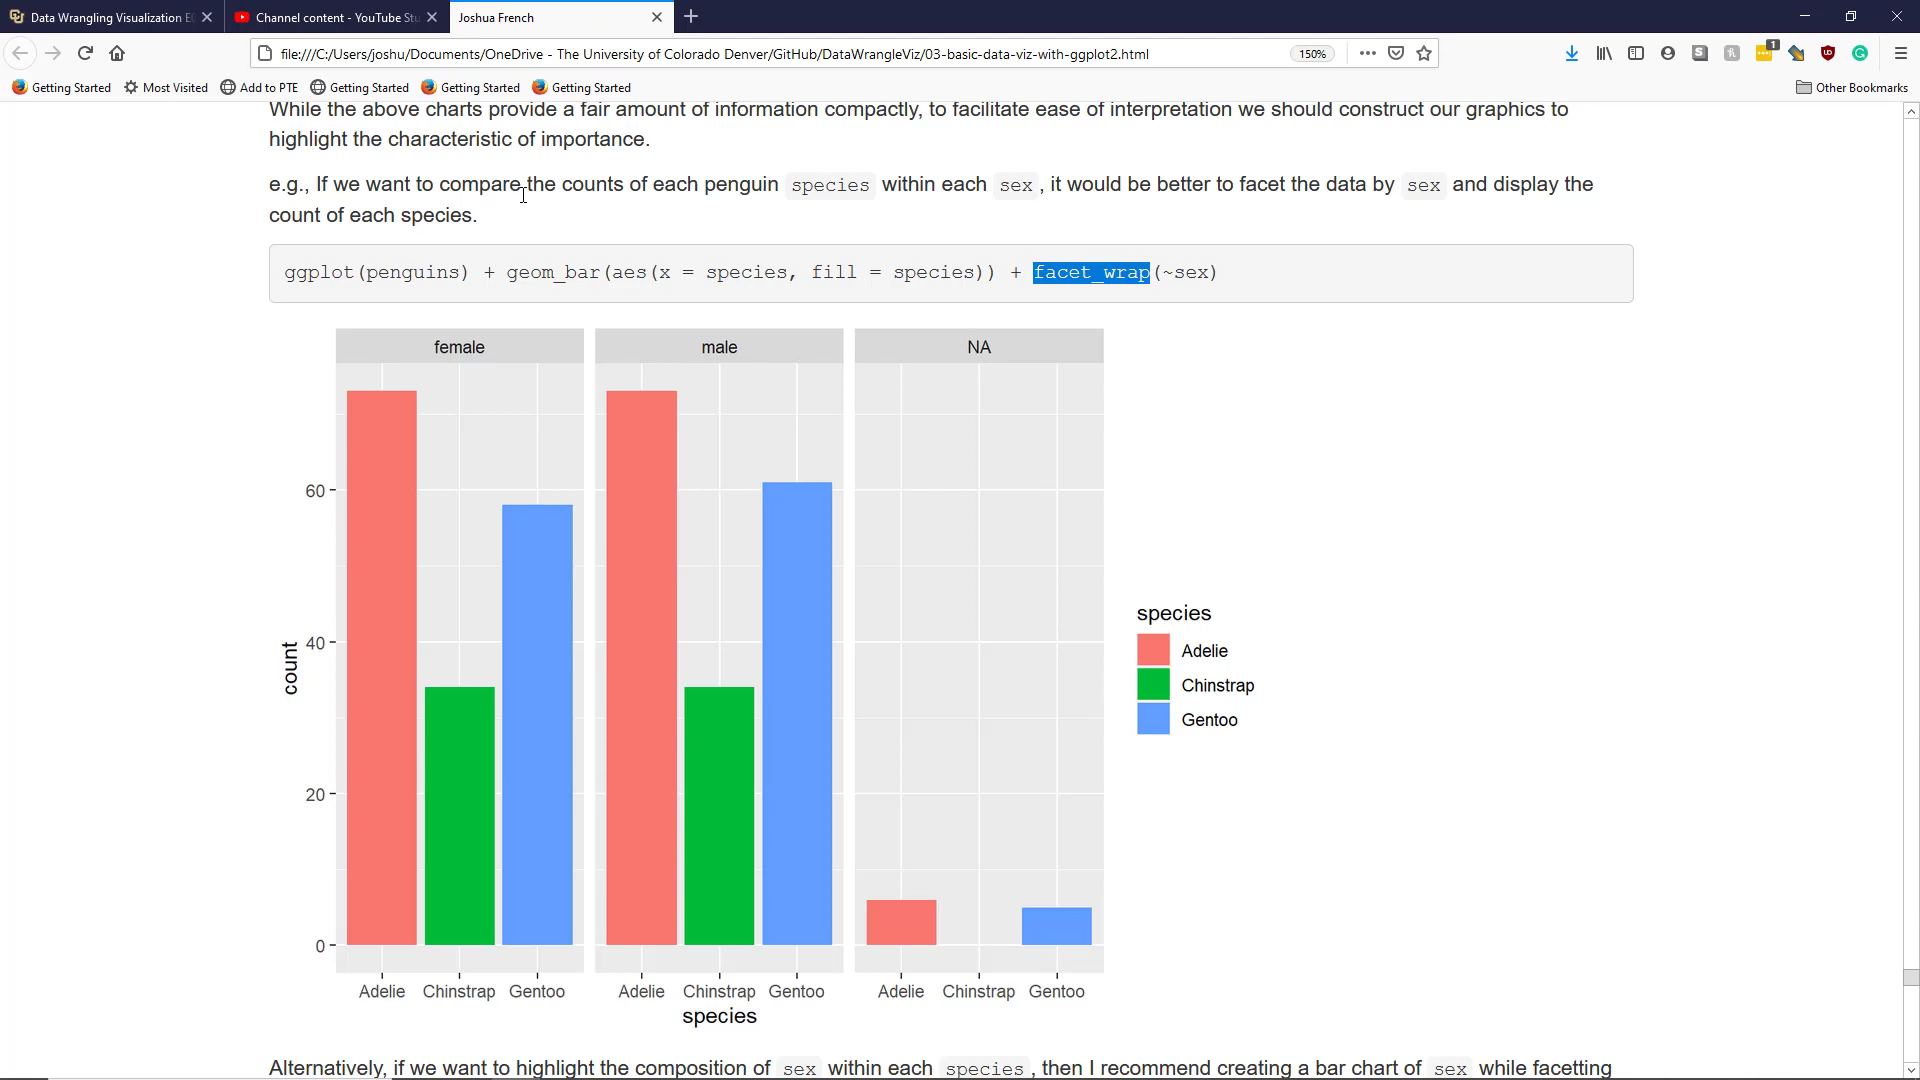 Data Wrangling Visualization E
Channel content - YouTube St
Joshua French
file:///C:/Users/joshu/Documents/OneDrive - The University of Colorado Denver/GitHub/DataWrangleViz/03-basic-data-viz-with-ggplot2.html
150%
1
Getting Started
Most Visited
Add to PTE
Getting Started
Getting Started
Getting Started
Other Bookmarks
While the above charts provide a fair amount of information compactly, to facilitate ease of interpretation we should construct our graphics to
highlight the characteristic of importance.
e.g., If we want to compare the counts of each penguin species within each sex, it would be better to facet the data by sex and display the
count of each species.
ggplot(penguins) + geom_bar(aes(x = species, fill = species)) + facet_wrap(~sex)
female
male
NA
60
40
20
0
count
Adelie Chinstrap Gentoo
Adelie Chinstrap Gentoo
Adelie Chinstrap Gentoo
species
species
Adelie
Chinstrap
Gentoo
Alternatively, if we want to highlight the composition of sex within each species, then I recommend creating a bar chart of sex while facetting